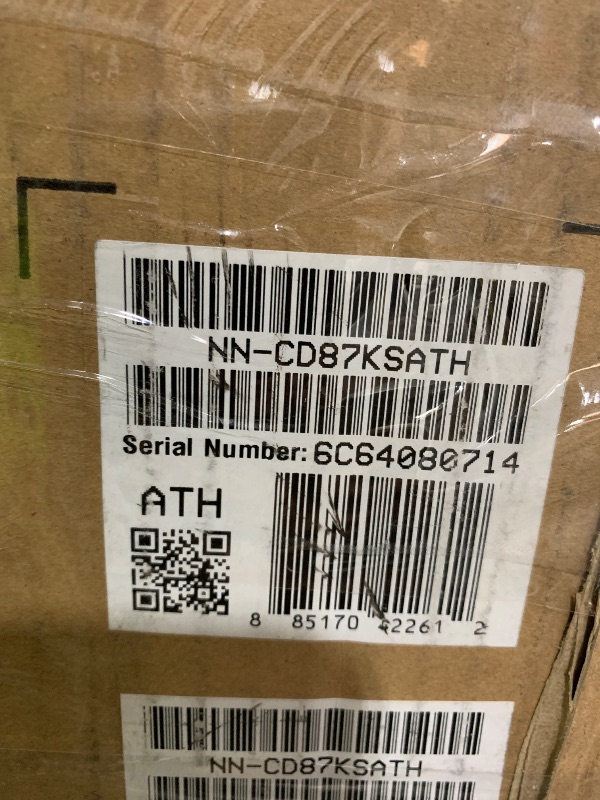 NN-CD87KSATH
Serial Number: 6C64080714
ATH
8 85170 42261 2
NN-CD87KSATH